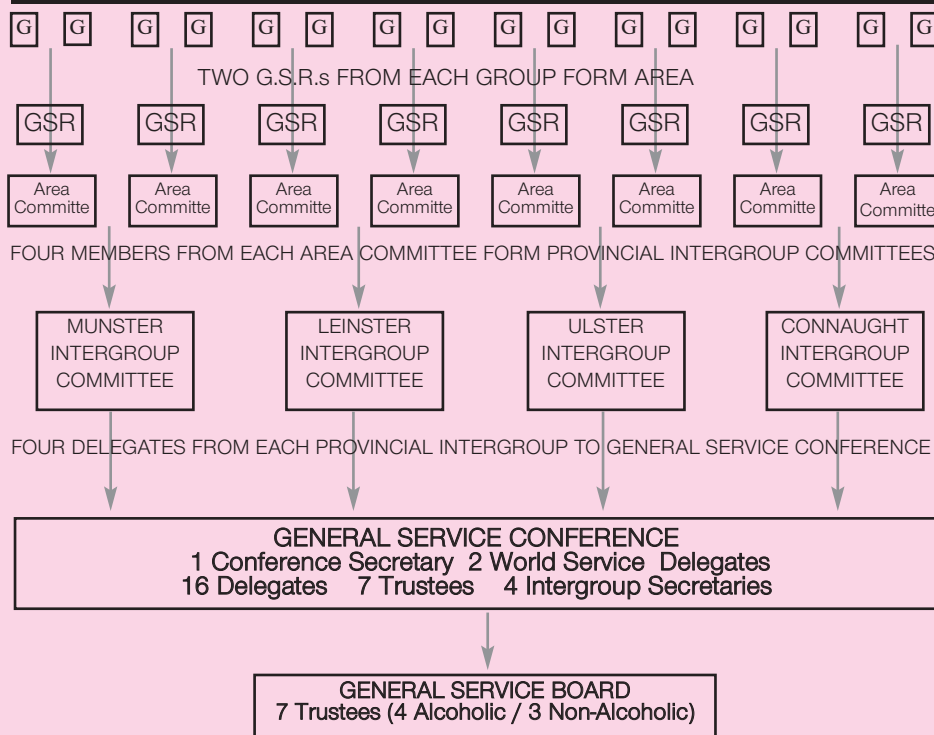 G G G G G G G G G G G G G G G G
TWO G.S.R.s FROM EACH GROUP FORM AREA
GSR GSR GSR GSR GSR GSR GSR GSR
Area Area Area Area Area Area Area Area
Committe Committe Committe Committe Committe Committe Committe Committe
FOUR MEMBERS FROM EACH AREA COMMITTEE FORM PROVINCIAL INTERGROUP COMMITTEES
MUNSTER
INTERGROUP
COMMITTEE
LEINSTER
INTERGROUP
COMMITTEE
ULSTER
INTERGROUP
COMMITTEE
CONNAUGHT
INTERGROUP
COMMITTEE
FOUR DELEGATES FROM EACH PROVINCIAL INTERGROUP TO GENERAL SERVICE CONFERENCE
GENERAL SERVICE CONFERENCE
1 Conference Secretary 2 World Service Delegates
16 Delegates 7 Trustees 4 Intergroup Secretaries
GENERAL SERVICE BOARD
7 Trustees (4 Alcoholic / 3 Non-Alcoholic)